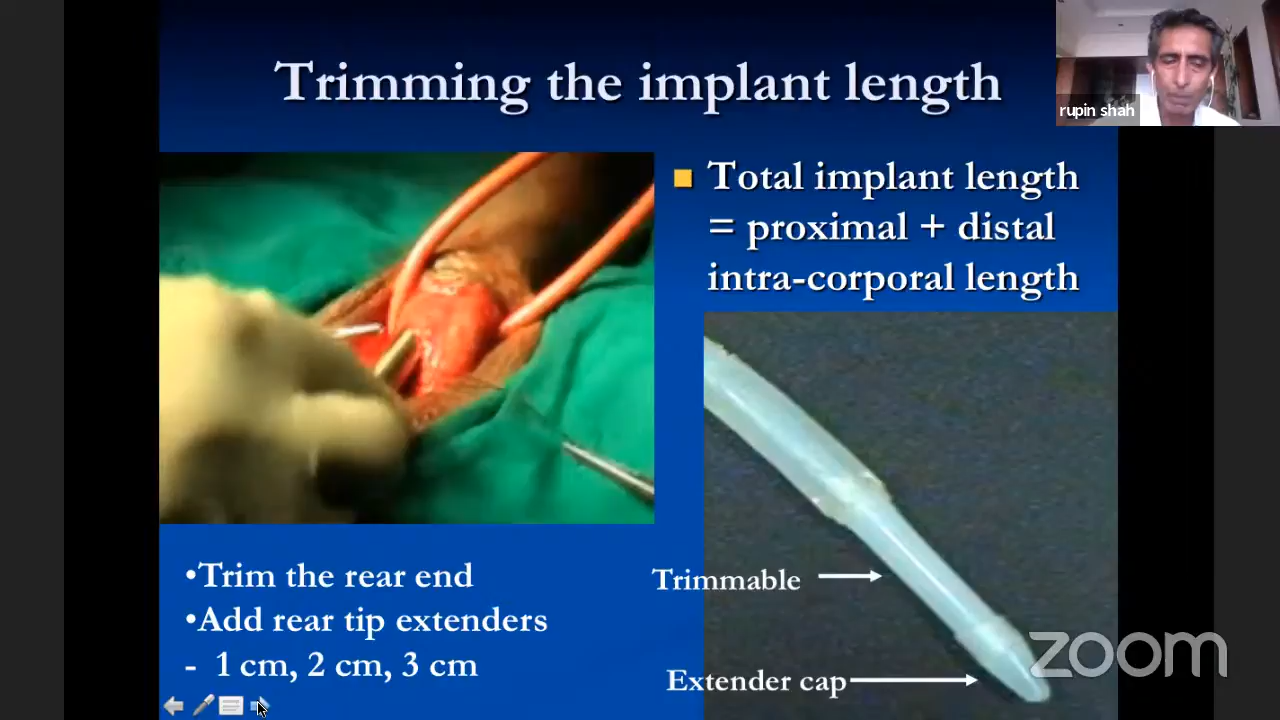 Trimming the implant length
rupin shah
■ Total implant length
= proximal + distal
intra-corporal length
•Trim the rear end
•Add rear tip extenders
- 1 cm, 2 cm, 3 cm
Trimmable
Extender cap
zoom